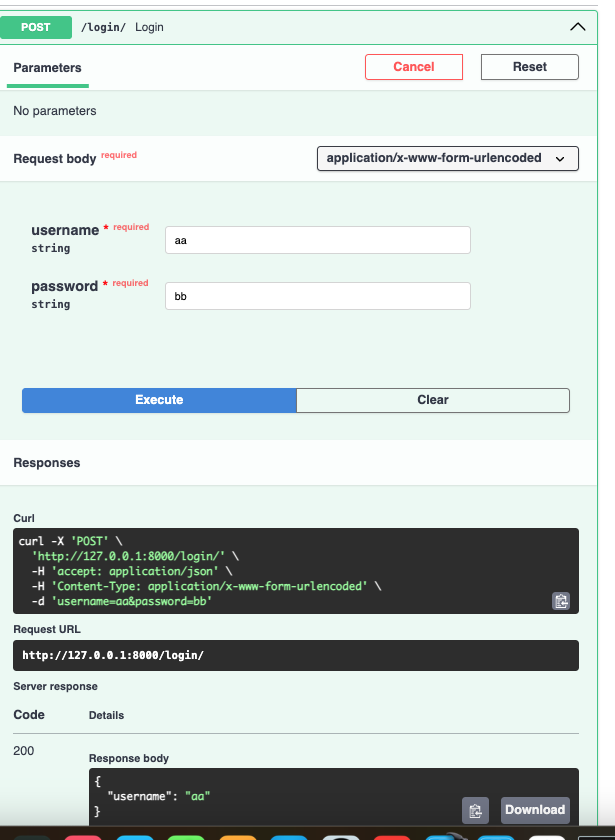 POST /login/ Login
Parameters Cancel Reset
No parameters
Request body required application/x-www-form-urlencoded
username * required
string
aa
password * required
string
bb
Execute Clear
Responses
Curl
curl -X 'POST' \
  'http://127.0.0.1:8000/login/' \
  -H 'accept: application/json' \
  -H 'Content-Type: application/x-www-form-urlencoded' \
  -d 'username=aa&password=bb'
Request URL
http://127.0.0.1:8000/login/
Server response
Code Details
200
Response body
{
  "username": "aa"
}
Download